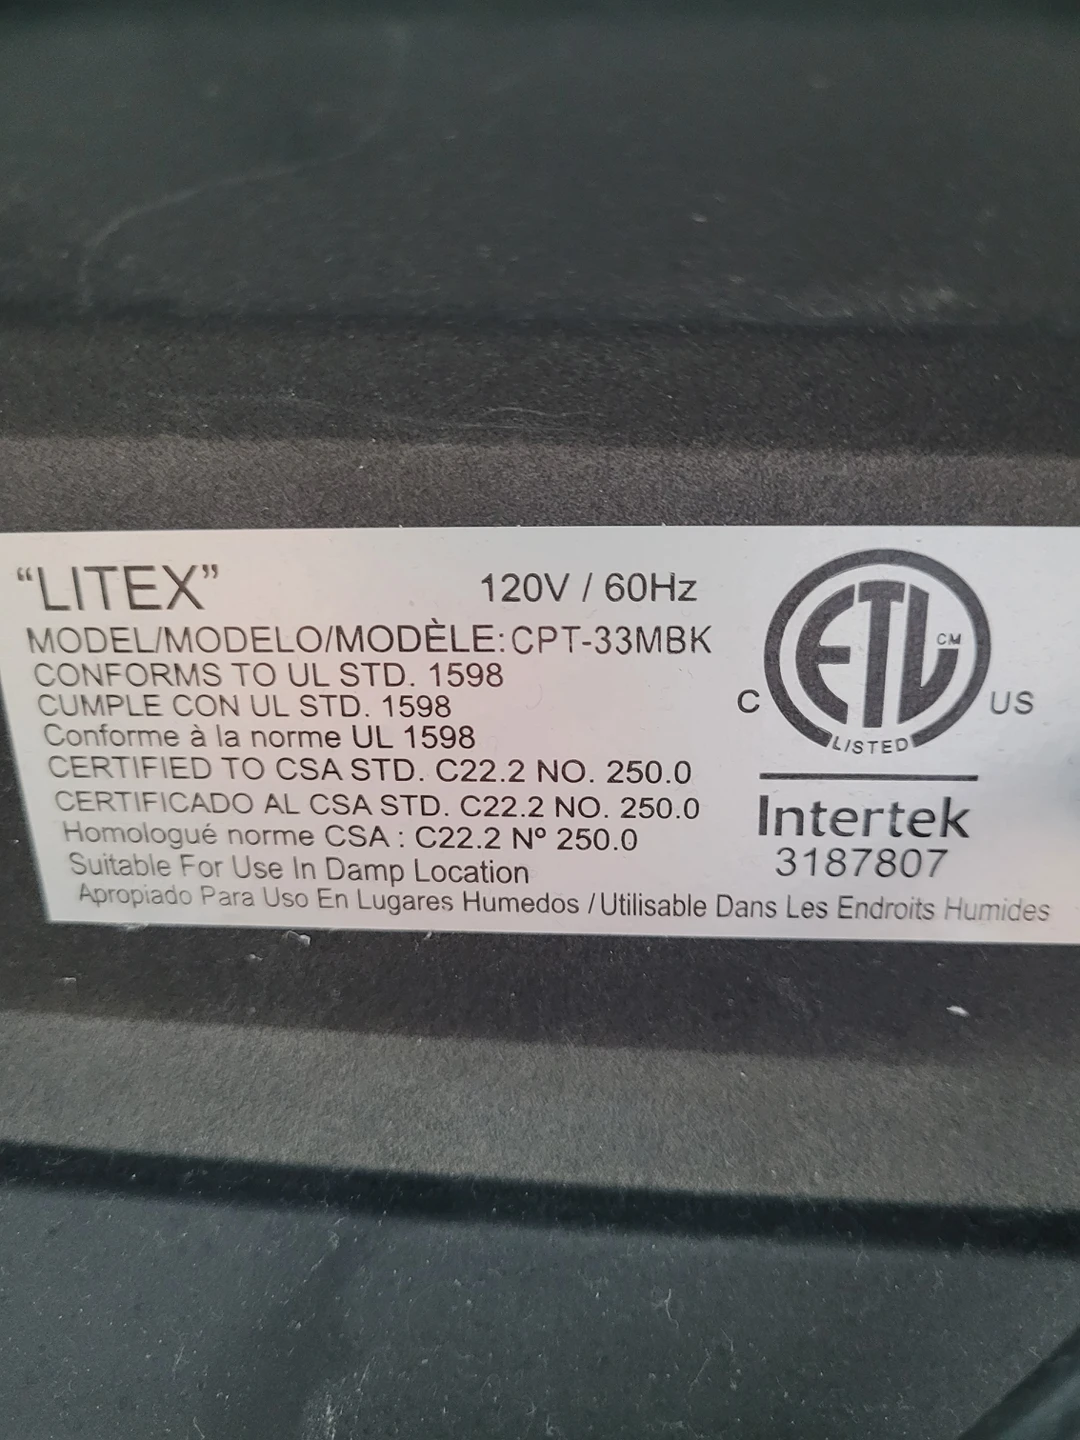 “LITEX” 120V / 60Hz
MODEL/MODELO/MODÈLE: CPT-33MBK
CONFORMS TO UL STD. 1598
CUMPLE CON UL STD. 1598
Conforme à la norme UL 1598
CERTIFIED TO CSA STD. C22.2 NO. 250.0
CERTIFICADO AL CSA STD. C22.2 NO. 250.0
Homologué norme CSA : C22.2 Nº 250.0
Suitable For Use In Damp Location
Apropiado Para Uso En Lugares Humedos / Utilisable Dans Les Endroits Humides
ETL CM
C US
LISTED
Intertek
3187807